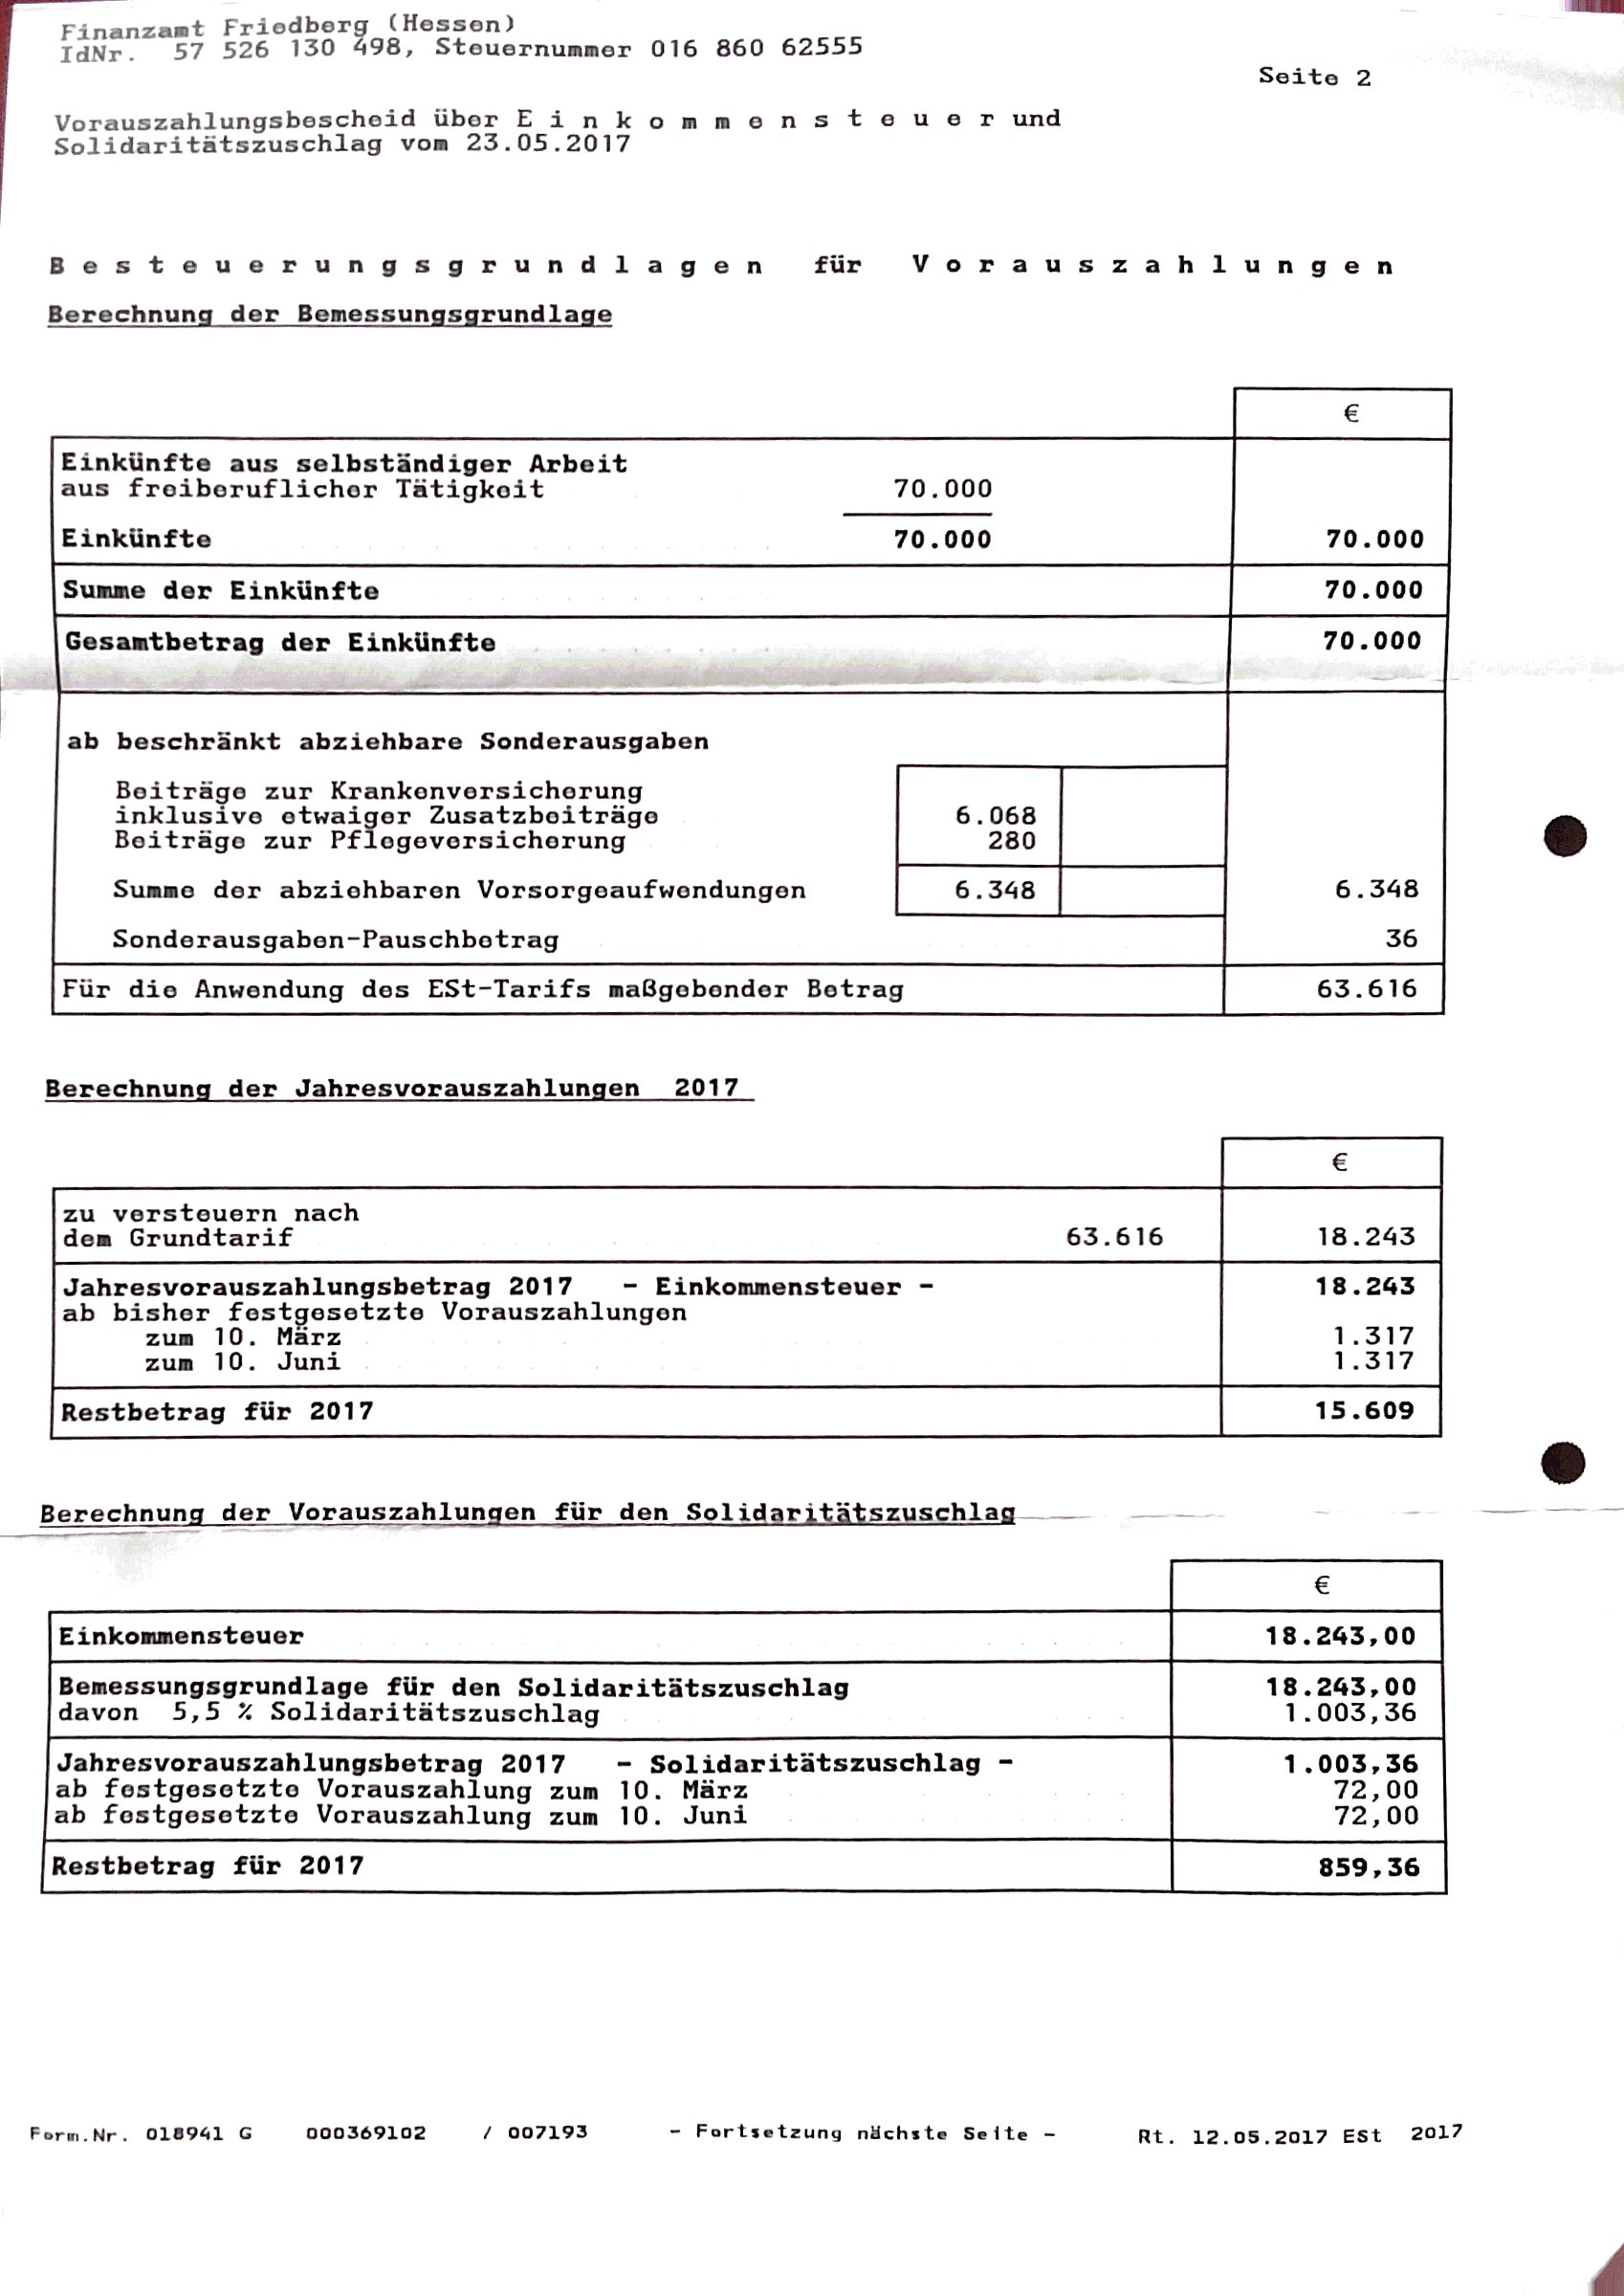 Finanzamt Friedberg (Hessen)
IdNr. 57 526 130 498, Steuernummer 016 860 62555
Seite 2
Vorauszahlungsbescheid über E i n k o m m e n s t e u e r und
Solidaritätszuschlag vom 23.05.2017
B e s t e u e r u n g s g r u n d l a g e n für V o r a u s z a h l u n g e n
Berechnung der Bemessungsgrundlage
€
Einkünfte aus selbständiger Arbeit
aus freiberuflicher Tätigkeit 70.000
Einkünfte 70.000 70.000
Summe der Einkünfte 70.000
Gesamtbetrag der Einkünfte 70.000
ab beschränkt abziehbare Sonderausgaben
Beiträge zur Krankenversicherung
inklusive etwaiger Zusatzbeiträge 6.068
Beiträge zur Pflegeversicherung 280
Summe der abziehbaren Vorsorgeaufwendungen 6.348 6.348
Sonderausgaben-Pauschbetrag 36
Für die Anwendung des ESt-Tarifs maßgebender Betrag 63.616
Berechnung der Jahresvorauszahlungen 2017
€
zu versteuern nach
dem Grundtarif 63.616 18.243
Jahresvorauszahlungsbetrag 2017 - Einkommensteuer - 18.243
ab bisher festgesetzte Vorauszahlungen
zum 10. März 1.317
zum 10. Juni 1.317
Restbetrag für 2017 15.609
Berechnung der Vorauszahlungen für den Solidaritätszuschlag
€
Einkommensteuer 18.243,00
Bemessungsgrundlage für den Solidaritätszuschlag 18.243,00
davon 5,5 % Solidaritätszuschlag 1.003,36
Jahresvorauszahlungsbetrag 2017 - Solidaritätszuschlag - 1.003,36
ab festgesetzte Vorauszahlung zum 10. März 72,00
ab festgesetzte Vorauszahlung zum 10. Juni 72,00
Restbetrag für 2017 859,36
Form.Nr. 018941 G 000369102 / 007193 - Fortsetzung nächste Seite - Rt. 12.05.2017 ESt 2017